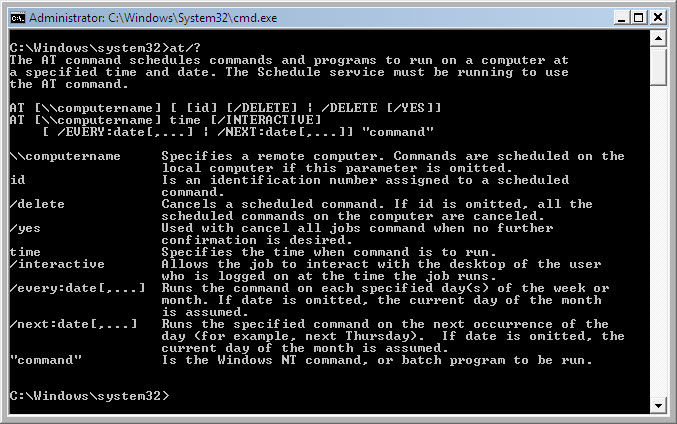 Administrator: C:\Windows\System32\cmd.exe
C:\Windows\system32>at/?
The AT command schedules commands and programs to run on a computer at
a specified time and date. The Schedule service must be running to use
the AT command.
AT [\\computername] [ [id] [/DELETE] ¦ /DELETE [/YES]]
AT [\\computername] time [/INTERACTIVE]
[ /EVERY:date[,...] ¦ /NEXT:date[,...]] "command"
\\computername Specifies a remote computer. Commands are scheduled on the
local computer if this parameter is omitted.
id Is an identification number assigned to a scheduled
command.
/delete Cancels a scheduled command. If id is omitted, all the
scheduled commands on the computer are canceled.
/yes Used with cancel all jobs command when no further
confirmation is desired.
time Specifies the time when command is to run.
/interactive Allows the job to interact with the desktop of the user
who is logged on at the time the job runs.
/every:date[,...] Runs the command on each specified day(s) of the week or
month. If date is omitted, the current day of the month
is assumed.
/next:date[,...] Runs the specified command on the next occurrence of the
day (for example, next Thursday).  If date is omitted, the
current day of the month is assumed.
"command" Is the Windows NT command, or batch program to be run.
C:\Windows\system32>